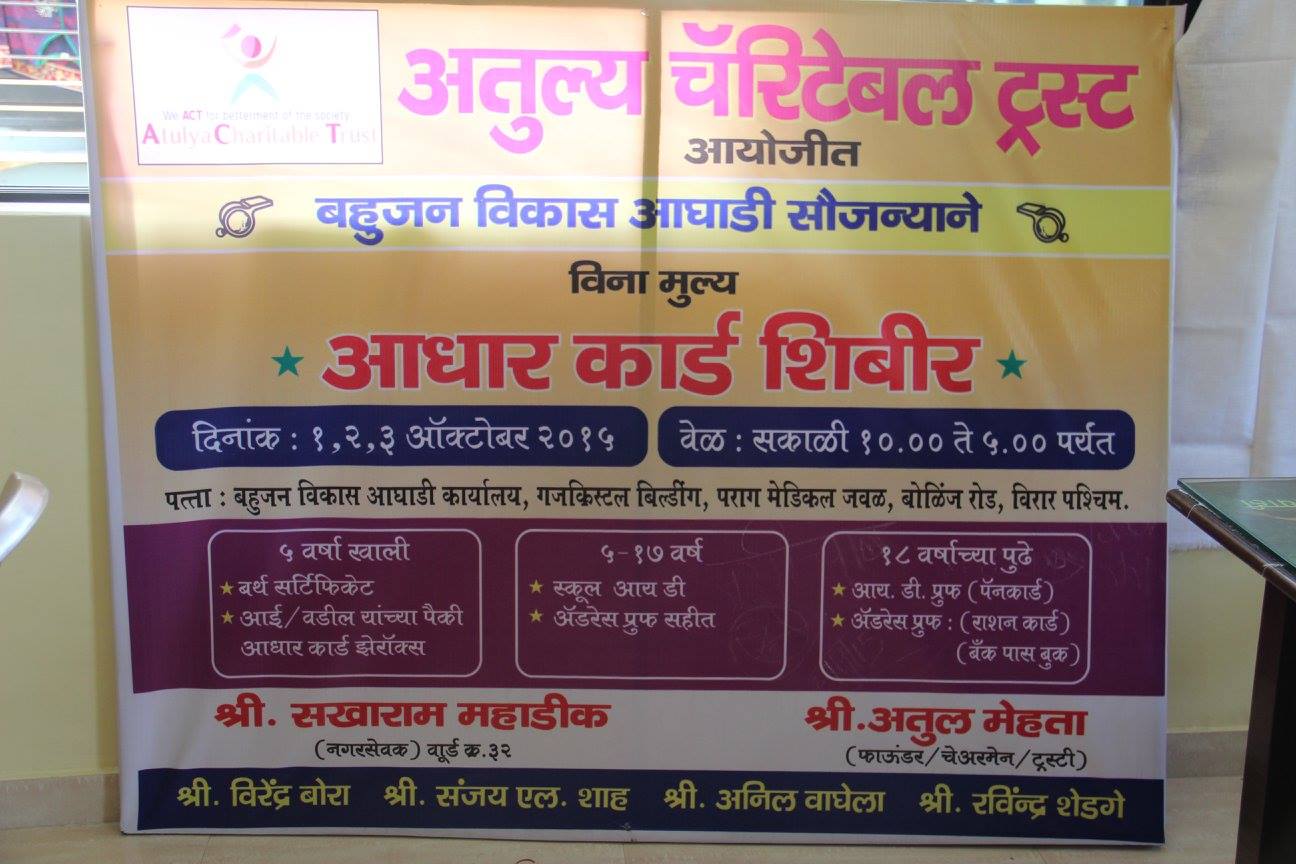 अतुल्य चॅरिटेबल ट्रस्ट
We ACT for betterment of the society
Atulya Charitable Trust
आयोजीत
बहुजन विकास आघाडी सौजन्याने
विना मुल्य
आधार कार्ड शिबीर
दिनांक : १,२,३ ऑक्टोबर २०१५
वेळ : सकाळी १०.०० ते ५.०० पर्यत
पत्ता : बहुजन विकास आघाडी कार्यालय, गजक्रिस्टल बिल्डींग, पराग मेडिकल जवळ, बोळिंज रोड, विरार पश्चिम.
५ वर्षा खाली
बर्थ सर्टिफिकेट
आई/वडील यांच्या पैकी
आधार कार्ड झेरॉक्स
५-१७ वर्ष
स्कूल आय डी
ॲडरेस प्रुफ सहीत
१८ वर्षाच्या पुढे
आय. डी. प्रुफ (पॅनकार्ड)
ॲडरेस प्रुफ : (राशन कार्ड)
(बँक पास बुक)
श्री. सखाराम महाडीक
(नगरसेवक) वार्ड क्र.३२
श्री.अतुल मेहता
(फाऊंडर/चेअरमेन/ट्रस्टी)
श्री. विरेंद्र बोरा श्री. संजय एल. शाह श्री. अनिल वाघेला श्री. रविंन्द्र शेडगे